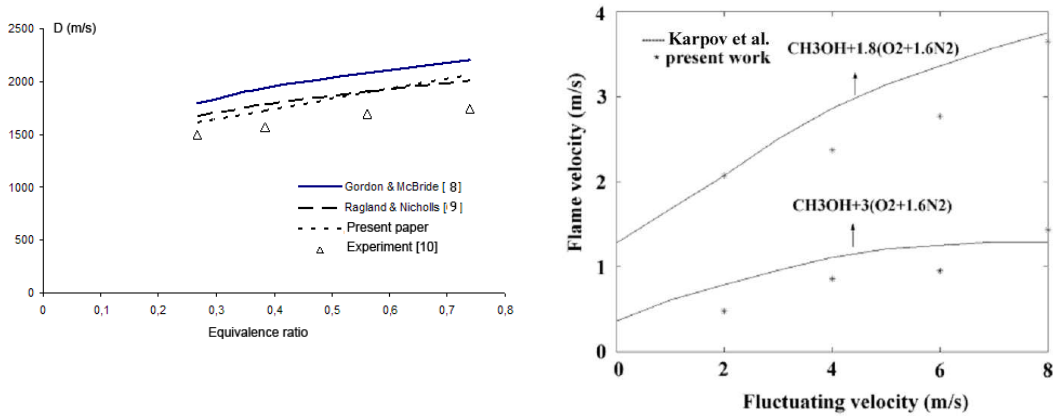 D (m/s)
2500
2000
1500
1000
500
0
0
0,1
0,2
0,3
0,4
0,5
0,6
0,7
0,8
Equivalence ratio
Gordon & McBride [ 8 ]
Ragland & Nicholls [ 9 ]
Present paper
Experiment [10]
4
3
2
1
0
0
2
4
6
8
Flame velocity (m/s)
Fluctuating velocity (m/s)
Karpov et al.
* present work
CH3OH+1.8(O2+1.6N2)
CH3OH+3(O2+1.6N2)